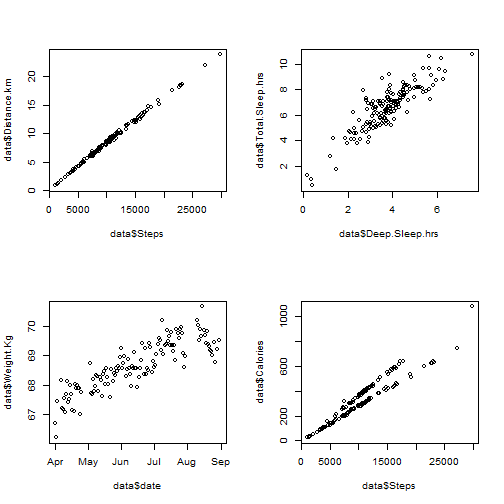 data$Distance.km
0 5 10 15 20
0 5000 15000 25000
data$Steps
data$Total.Sleep.hrs
2 4 6 8 10
0 2 4 6
data$Deep.Sleep.hrs
data$Weight.Kg
67 68 69 70
Apr May Jun Jul Aug Sep
data$date
data$Calories
0 200 600 1000
0 5000 15000 25000
data$Steps